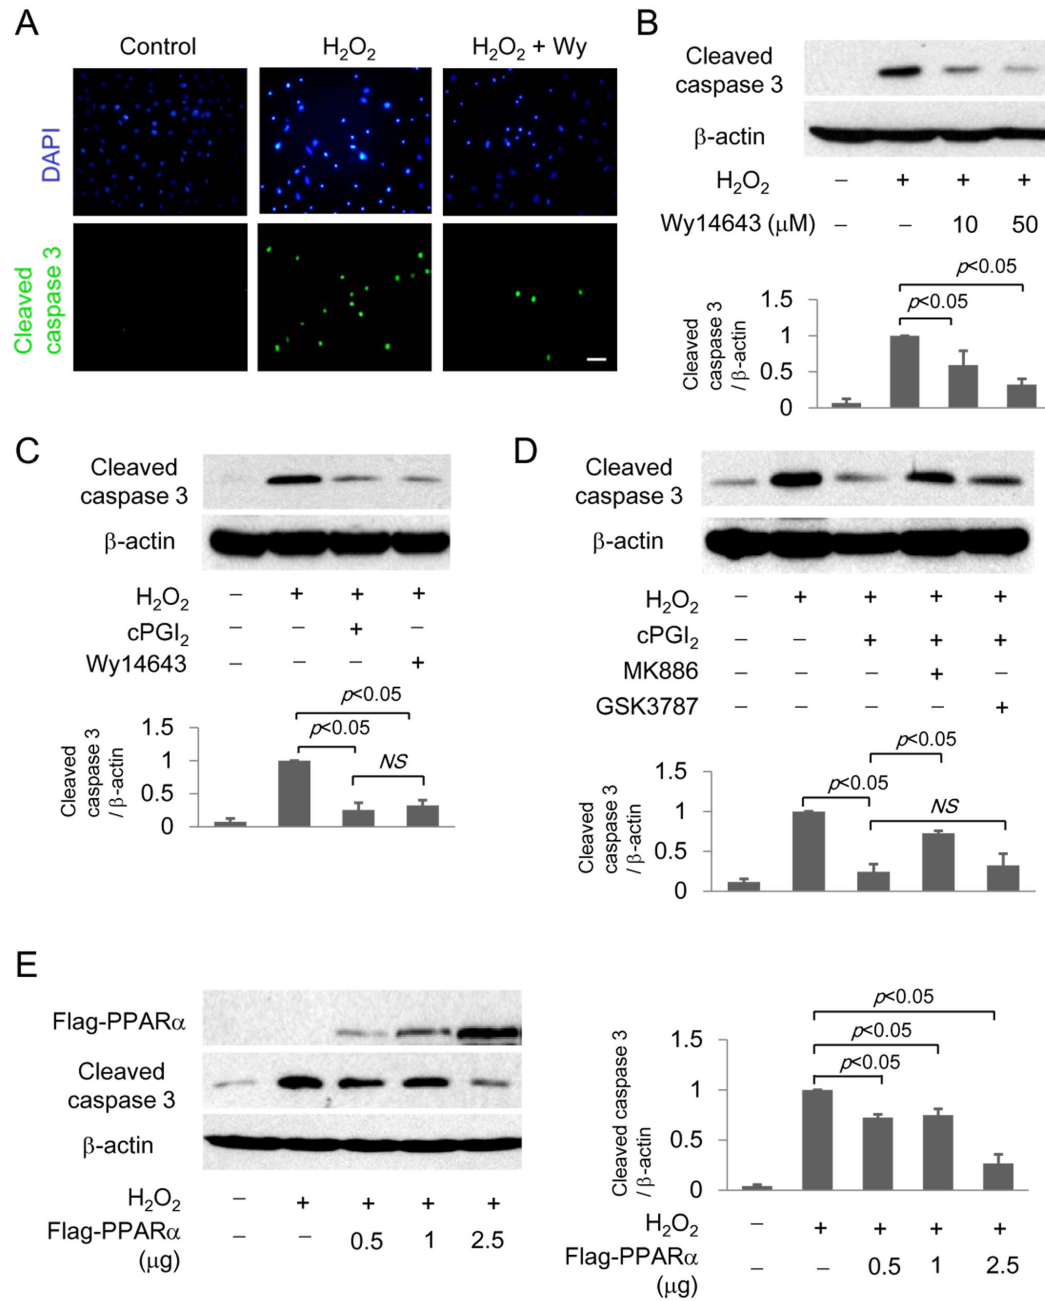 A
Control
H₂O₂
H₂O₂ + Wy
DAPI
Cleaved
caspase 3
B
Cleaved
caspase 3
β-actin
H₂O₂ – + + +
Wy14643 (μM) – – 10 50
p<0.05
p<0.05
Cleaved
caspase 3
/ β-actin
1.5
1
0.5
0
C
Cleaved
caspase 3
β-actin
H₂O₂ – + + +
cPGI₂ – – + –
Wy14643 – – – +
p<0.05
p<0.05
NS
Cleaved
caspase 3
/ β-actin
1.5
1
0.5
0
D
Cleaved
caspase 3
β-actin
H₂O₂ – + + + +
cPGI₂ – – + + +
MK886 – – – + –
GSK3787 – – – – +
p<0.05
p<0.05
NS
Cleaved
caspase 3
/ β-actin
1.5
1
0.5
0
E
Flag-PPARα
Cleaved
caspase 3
β-actin
H₂O₂ – + + + +
Flag-PPARα – – 0.5 1 2.5
(μg)
p<0.05
p<0.05
p<0.05
Cleaved caspase 3
/ β-actin
1.5
1
0.5
0
H₂O₂ – + + + +
Flag-PPARα – – 0.5 1 2.5
(μg)